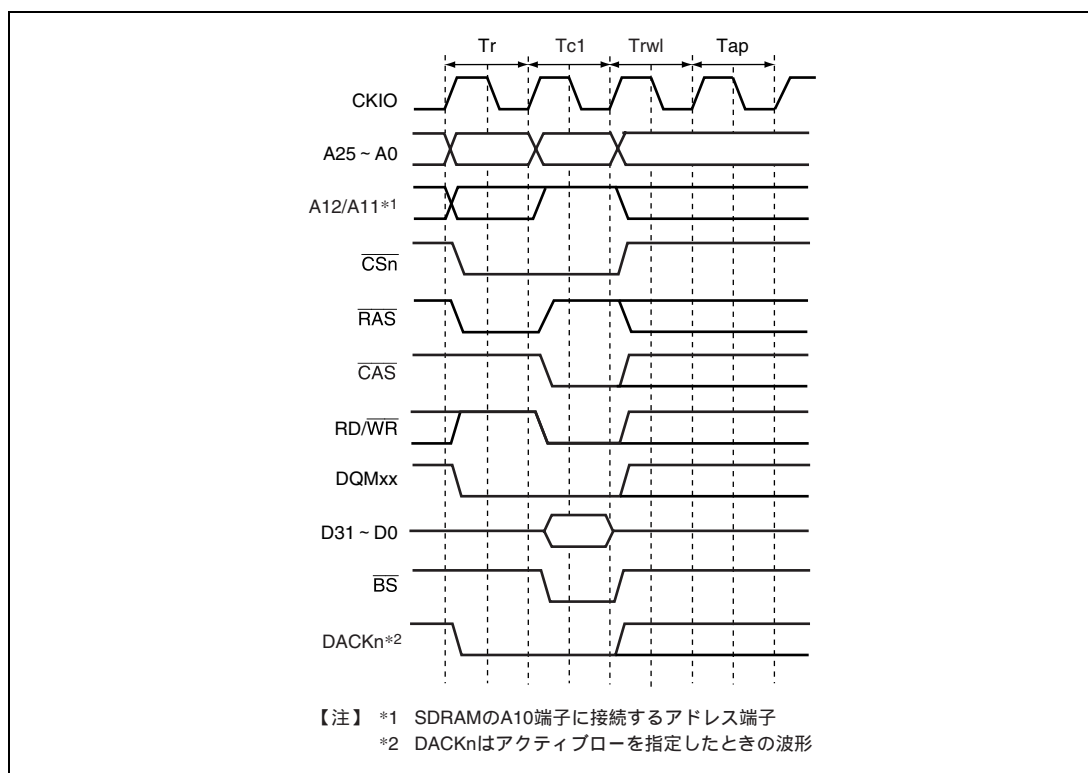 Tr Tc1 Trwl Tap
CKIO
A25 ~ A0
A12/A11*1
CSn
RAS
CAS
RD/WR
DQMxx
D31 ~ D0
BS
DACKn*2
【注】 *1 SDRAMのA10端子に接続するアドレス端子
*2 DACKnはアクティブローを指定したときの波形